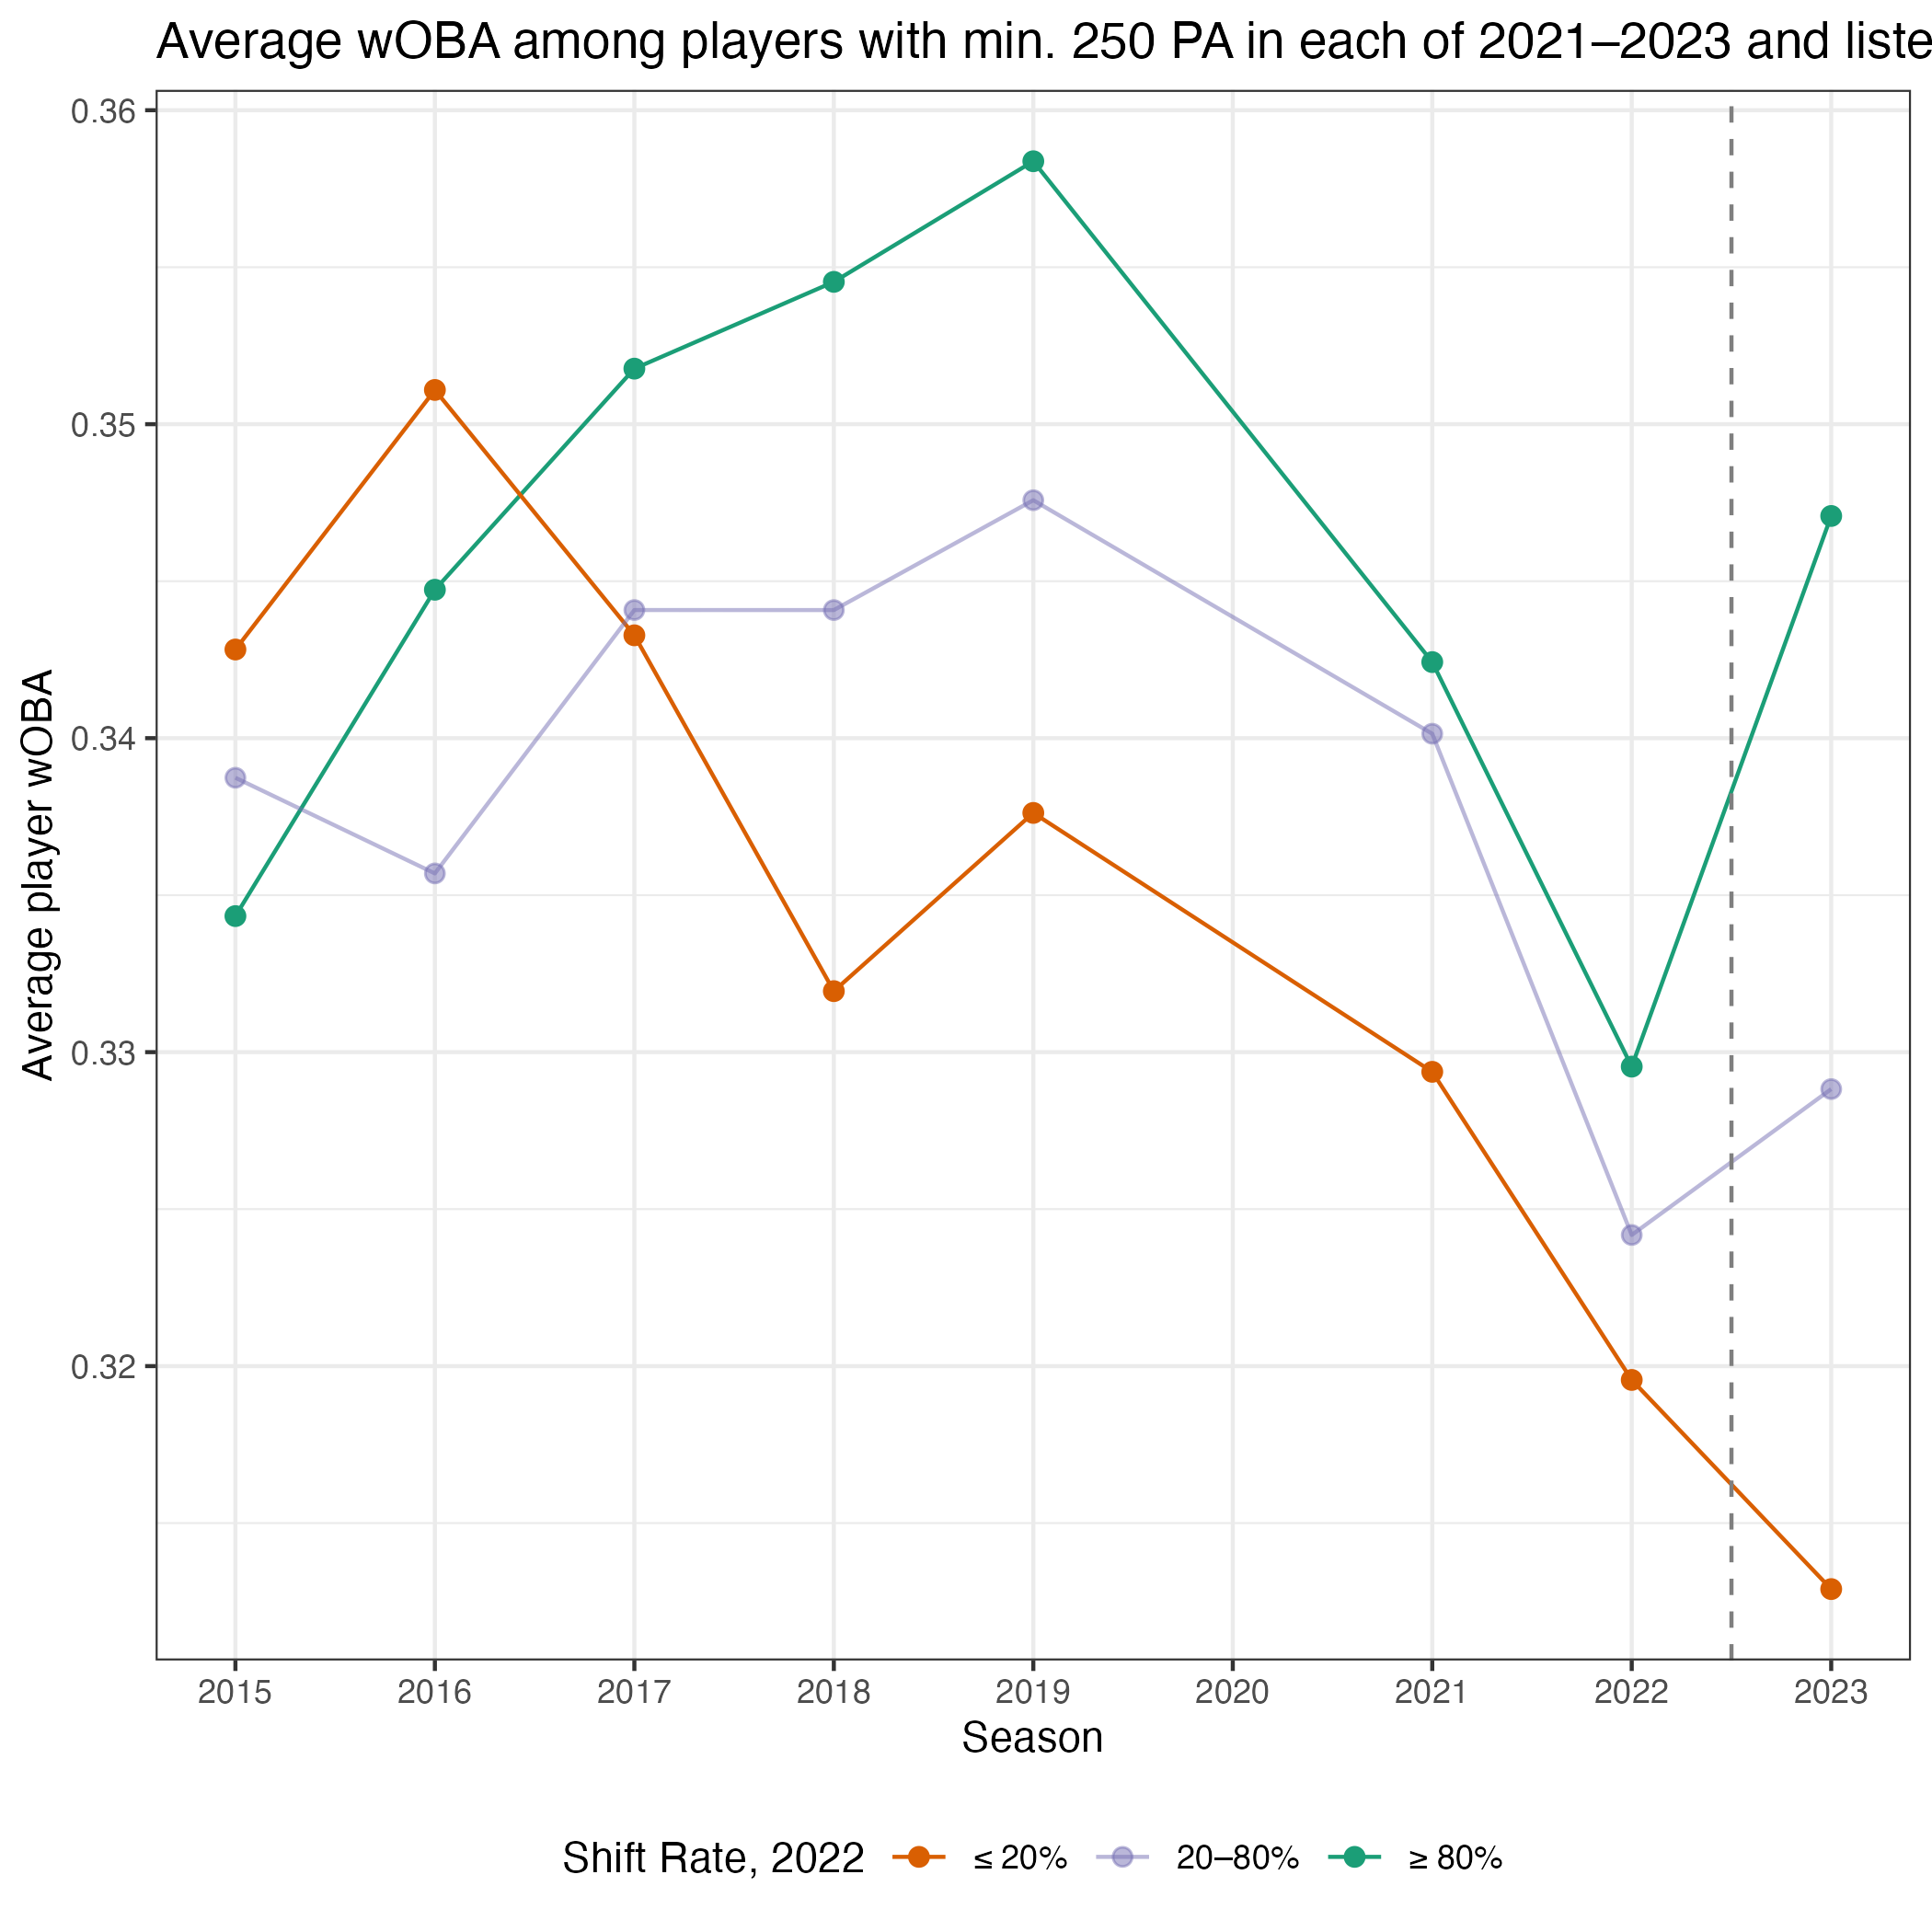 Average wOBA among players with min. 250 PA in each of 2021–2023 and liste
0.36
0.35
0.34
0.33
0.32
Average player wOBA
2015 2016 2017 2018 2019 2020 2021 2022 2023
Season
Shift Rate, 2022 ≤ 20% 20–80% ≥ 80%